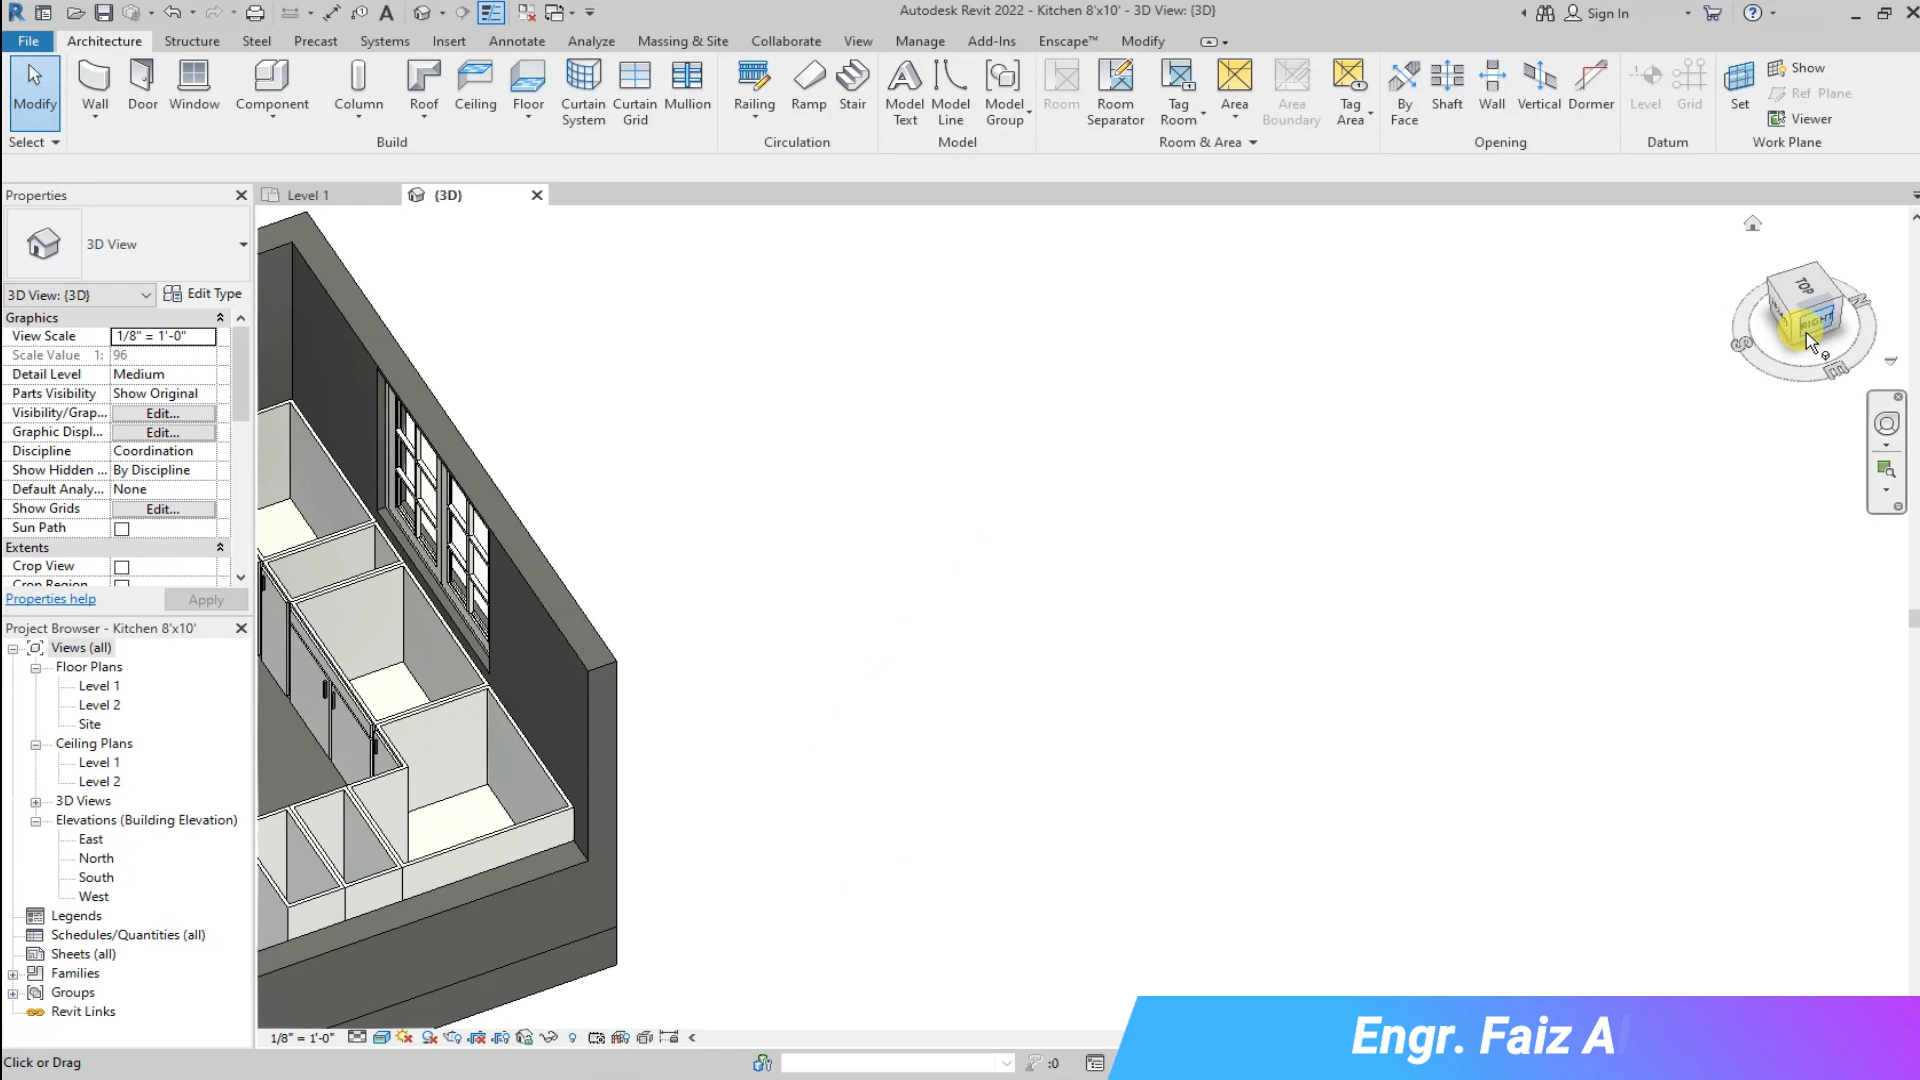 Autodesk Revit 2022 - Kitchen 8'x10' - 3D View: {3D}
Sign In
File
Architecture
Structure
Steel
Precast
Systems
Insert
Annotate
Analyze
Massing & Site
Collaborate
View
Manage
Add-Ins
Enscape™
Modify
Modify
Wall
Door
Window
Component
Column
Roof
Ceiling
Floor
Curtain System
Curtain Grid
Mullion
Railing
Ramp
Stair
Model Text
Model Line
Model Group
Room
Room Separator
Tag Room
Area
Area Boundary
Tag Area
By Face
Shaft
Wall
Vertical
Dormer
Level
Grid
Set
Show
Ref Plane
Viewer
Select
Build
Circulation
Model
Room & Area
Opening
Datum
Work Plane
Properties
Level 1
{3D}
3D View
3D View: {3D}
Edit Type
Graphics
View Scale 1/8" = 1'-0"
Scale Value 1: 96
Detail Level Medium
Parts Visibility Show Original
Visibility/Grap... Edit...
Graphic Displ... Edit...
Discipline Coordination
Show Hidden ... By Discipline
Default Analy... None
Show Grids Edit...
Sun Path
Extents
Crop View
Crop Region
Properties help
Apply
Project Browser - Kitchen 8'x10'
Views (all)
Floor Plans
Level 1
Level 2
Site
Ceiling Plans
Level 1
Level 2
3D Views
Elevations (Building Elevation)
East
North
South
West
Legends
Schedules/Quantities (all)
Sheets (all)
Families
Groups
Revit Links
TOP
RIGHT
N
S
E
1/8" = 1'-0"
Click or Drag
:0
Engr. Faiz A